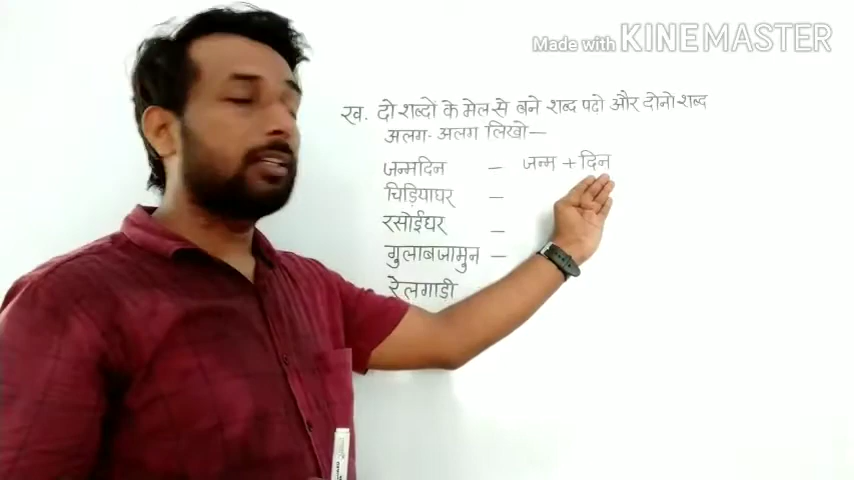 Made with KINEMASTER
ख. दो शब्दों के मेल से बने शब्द पढो और दोनो शब्द
अलग-अलग लिखो—
जन्मदिन – जन्म + दिन
चिड़ियाघर –
रसोईघर –
गुलाबजामुन –
रेलगाडी